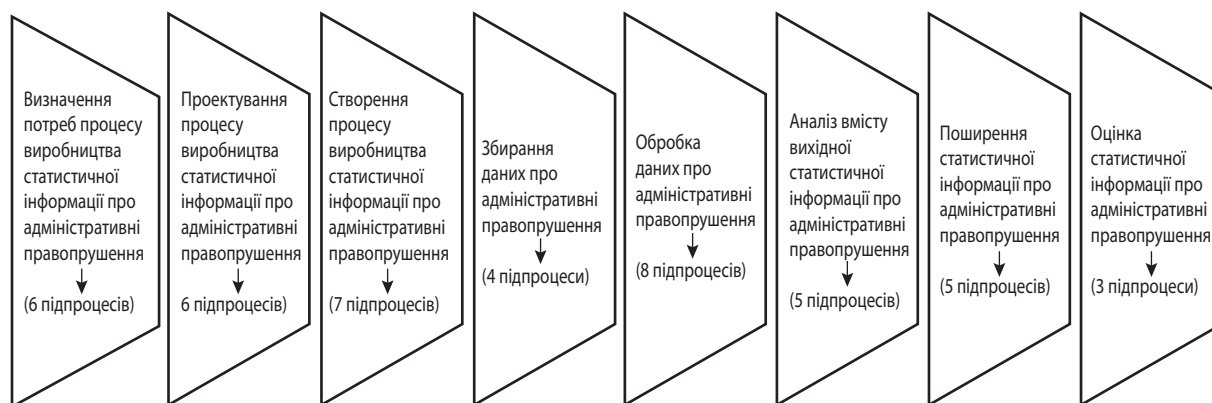 Визначення
потреб процесу
виробництва
статистичної
інформації про
адміністративні
правопрушення
(6 підпроцесів)
Проектування
процесу
виробництва
статистичної
інформації про
адміністративні
правопрушення
6 підпроцесів)
Створення
процесу
виробництва
статистичної
інформації про
адміністративні
правопрушення
(7 підпроцесів)
Збирання
даних про
адміністративні
правопрушення
(4 підпроцеси)
Обробка
даних про
адміністративні
правопрушення
(8 підпроцесів)
Аналіз вмісту
вихідної
статистичної
інформації про
адміністративні
правопрушення
(5 підпроцесів)
Поширення
статистичної
інформації про
адміністративні
правопрушення
(5 підпроцесів)
Оцінка
статистичної
інформації про
адміністративні
правопрушення
(3 підпроцеси)